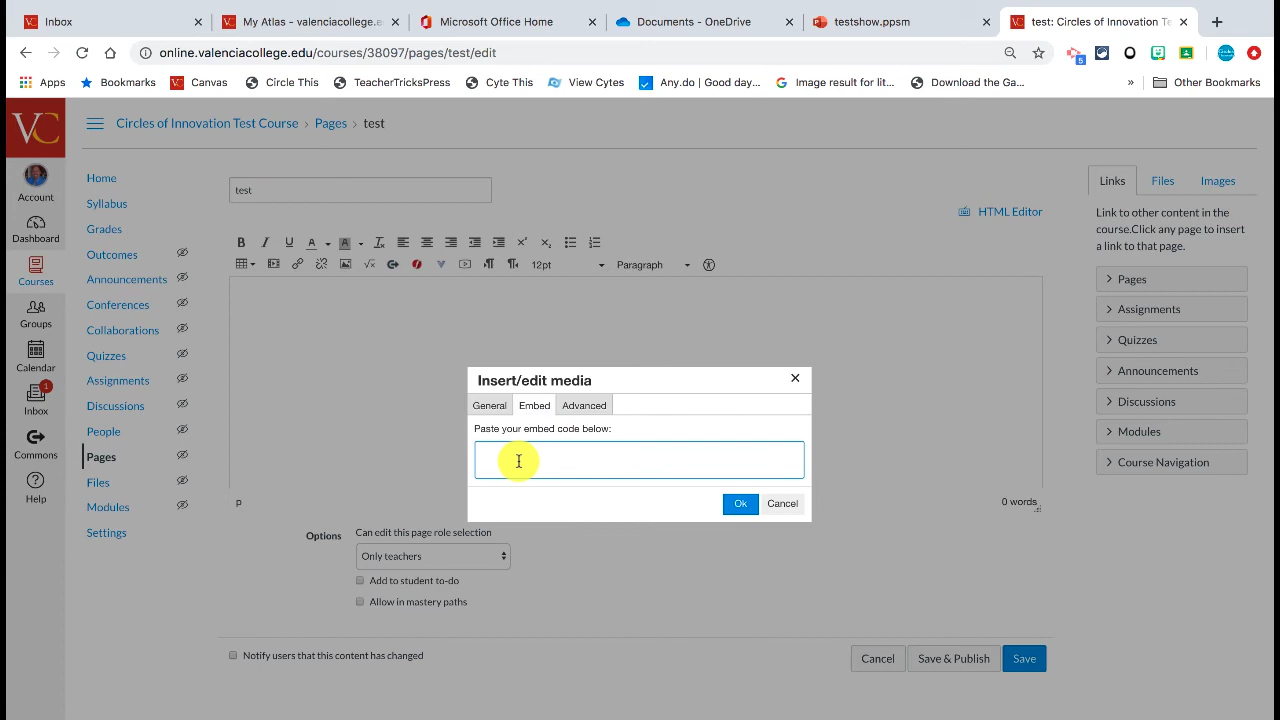 Inbox
My Atlas - valenciacollege.e
Microsoft Office Home
Documents - OneDrive
testshow.ppsm
test: Circles of Innovation Te
online.valenciacollege.edu/courses/38097/pages/test/edit
5
Apps
Bookmarks
Canvas
Circle This
TeacherTricksPress
Cyte This
View Cytes
Any.do | Good day...
Image result for lit...
Download the Ga...
»
Other Bookmarks
VC
Circles of Innovation Test Course › Pages › test
Account
Dashboard
Courses
Groups
Calendar
1
Inbox
Commons
Help
Home
Syllabus
Grades
Outcomes
Announcements
Conferences
Collaborations
Quizzes
Assignments
Discussions
People
Pages
Files
Modules
Settings
test
HTML Editor
12pt
Paragraph
Insert/edit media
General Embed Advanced
Paste your embed code below:
Ok Cancel
p
0 words
Options
Can edit this page role selection
Only teachers
Add to student to-do
Allow in mastery paths
Notify users that this content has changed
Cancel Save & Publish Save
Links Files Images
Link to other content in the
course.Click any page to insert
a link to that page.
Pages
Assignments
Quizzes
Announcements
Discussions
Modules
Course Navigation